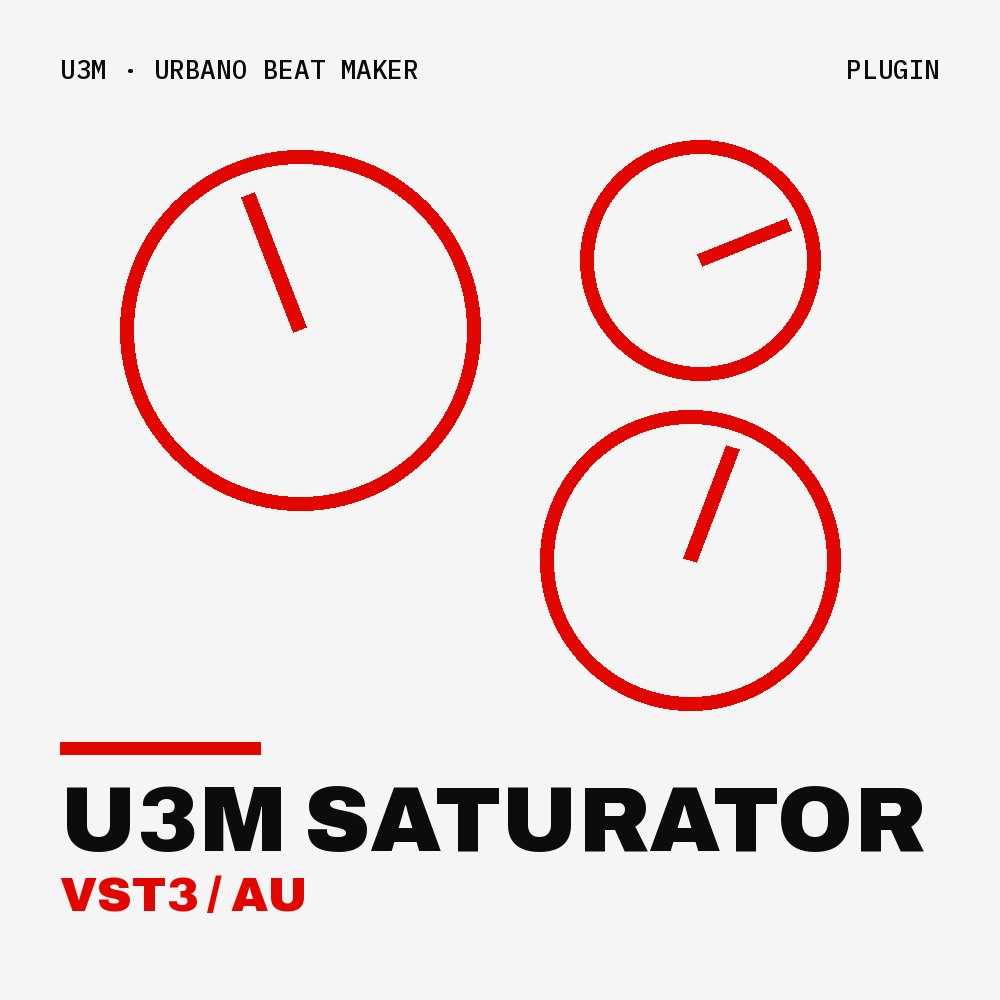 U3M · URBANO BEAT MAKER
PLUGIN
U3M SATURATOR
VST3 / AU